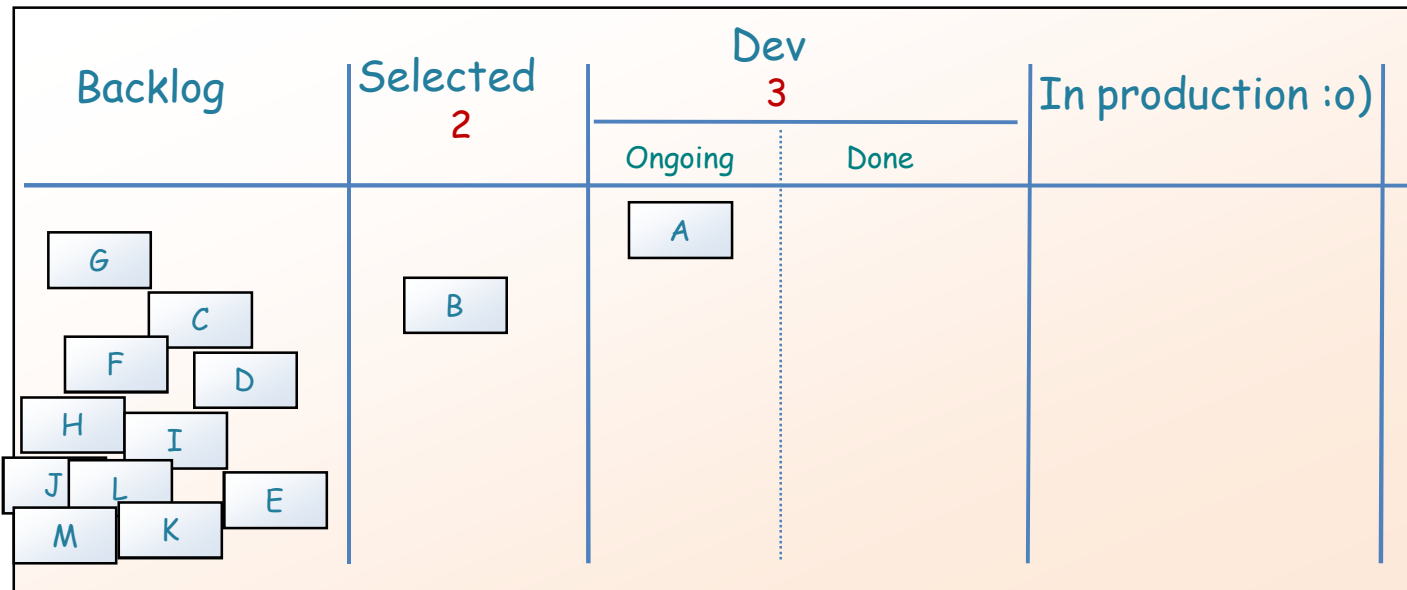 Backlog
Selected
2
Dev
3
In production :o)
Ongoing
Done
A
B
G
C
F
D
H
I
J
L
E
M
K